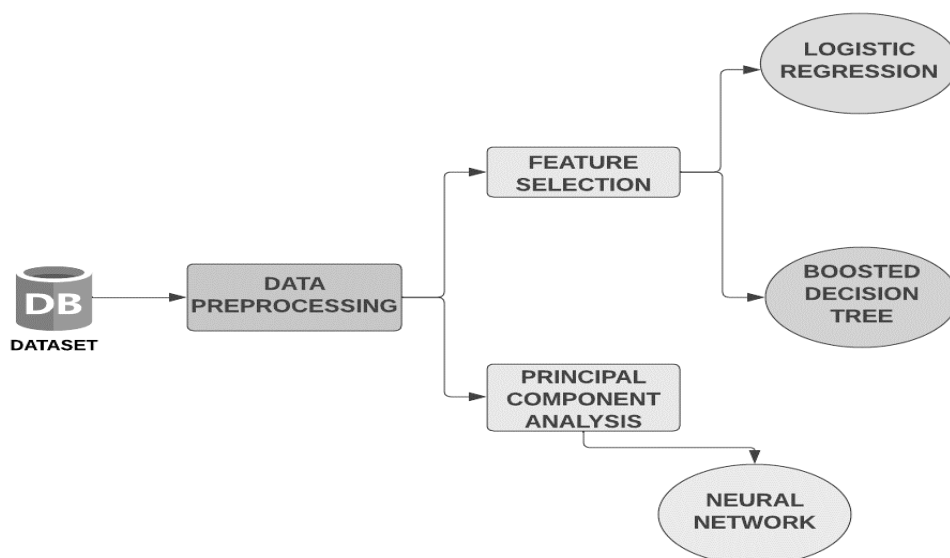 LOGISTIC
REGRESSION
FEATURE
SELECTION
DB
DATASET
DATA
PREPROCESSING
BOOSTED
DECISION
TREE
PRINCIPAL
COMPONENT
ANALYSIS
NEURAL
NETWORK